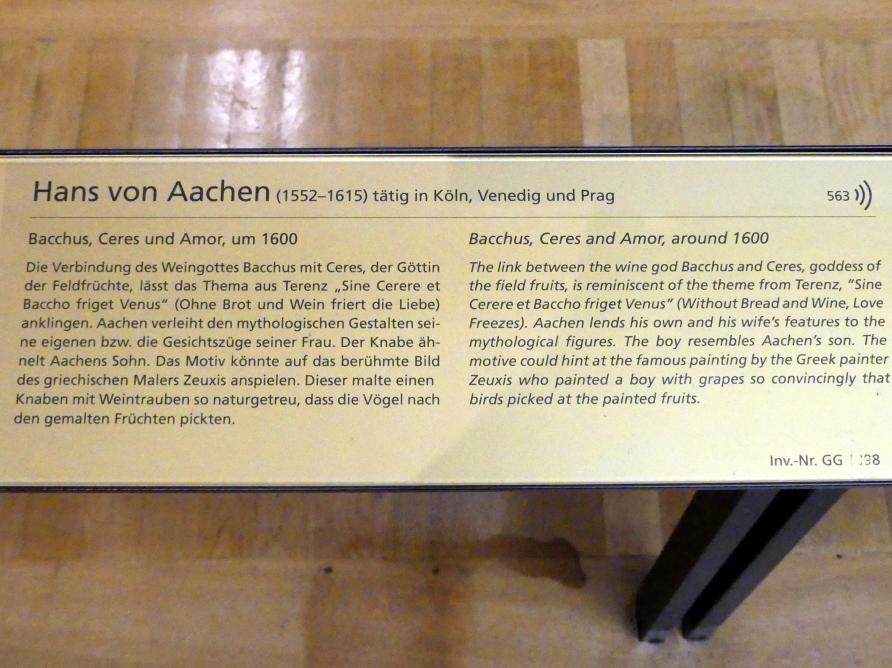 Hans von Aachen (1552–1615) tätig in Köln, Venedig und Prag
563
Bacchus, Ceres und Amor, um 1600
Die Verbindung des Weingottes Bacchus mit Ceres, der Göttin
der Feldfrüchte, lässt das Thema aus Terenz „Sine Cerere et
Baccho friget Venus“ (Ohne Brot und Wein friert die Liebe)
anklingen. Aachen verleiht den mythologischen Gestalten sei-
ne eigenen bzw. die Gesichtszüge seiner Frau. Der Knabe äh-
nelt Aachens Sohn. Das Motiv könnte auf das berühmte Bild
des griechischen Malers Zeuxis anspielen. Dieser malte einen
Knaben mit Weintrauben so naturgetreu, dass die Vögel nach
den gemalten Früchten pickten.
Bacchus, Ceres and Amor, around 1600
The link between the wine god Bacchus and Ceres, goddess of
the field fruits, is reminiscent of the theme from Terenz, “Sine
Cerere et Baccho friget Venus” (Without Bread and Wine, Love
Freezes). Aachen lends his own and his wife’s features to the
mythological figures. The boy resembles Aachen’s son. The
motive could hint at the famous painting by the Greek painter
Zeuxis who painted a boy with grapes so convincingly that
birds picked at the painted fruits.
Inv.-Nr. GG